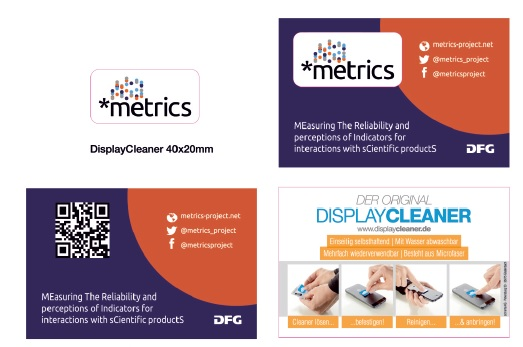 *metrics
DisplayCleaner 40x20mm
*metrics
metrics-project.net
@metrics_project
@metricsproject
MEasuring The Reliability and
perceptions of Indicators for
interactions with sCientific productS
DFG
metrics-project.net
@metrics_project
@metricsproject
MEasuring The Reliability and
perceptions of Indicators for
interactions with sCientific productS
DFG
DER ORIGINAL
DISPLAYCLEANER
www.displaycleaner.de
Einseitig selbsthaftend | Mit Wasser abwaschbar
Mehrfach wiederverwendbar | Besteht aus Microfaser
Cleaner lösen...
...befestigen!
Reinigen...
...& anbringen!